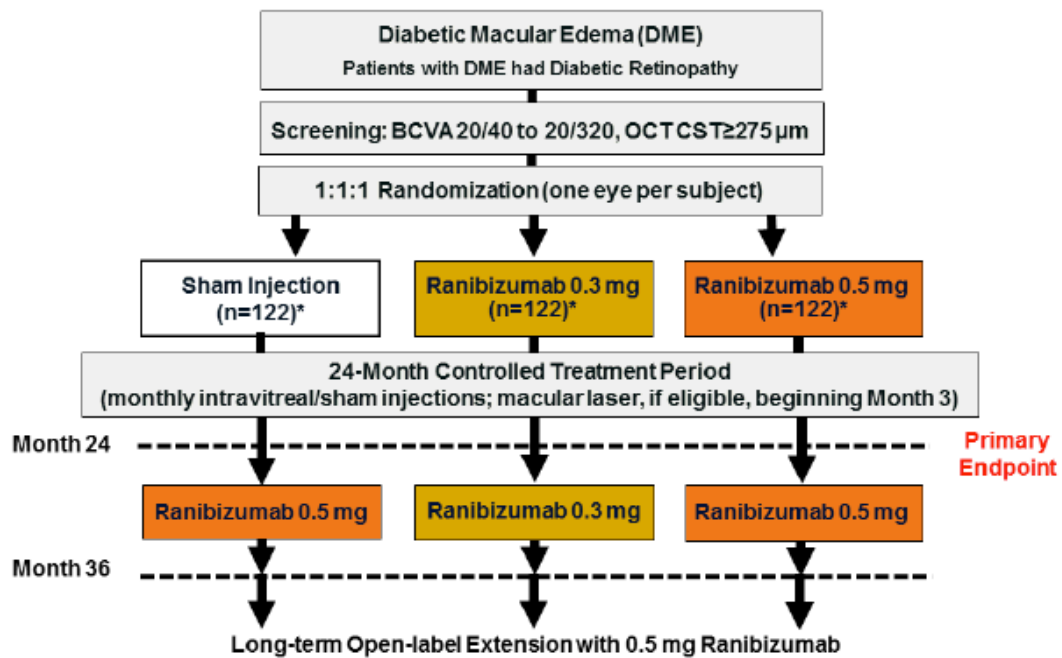 Diabetic Macular Edema (DME)
Patients with DME had Diabetic Retinopathy
Screening: BCVA 20/40 to 20/320, OCT CST≥275 µm
1:1:1 Randomization (one eye per subject)
Sham Injection
(n=122)*
Ranibizumab 0.3 mg
(n=122)*
Ranibizumab 0.5 mg
(n=122)*
24-Month Controlled Treatment Period
(monthly intravitreal/sham injections; macular laser, if eligible, beginning Month 3)
Month 24
Primary
Endpoint
Ranibizumab 0.5 mg
Ranibizumab 0.3 mg
Ranibizumab 0.5 mg
Month 36
Long-term Open-label Extension with 0.5 mg Ranibizumab